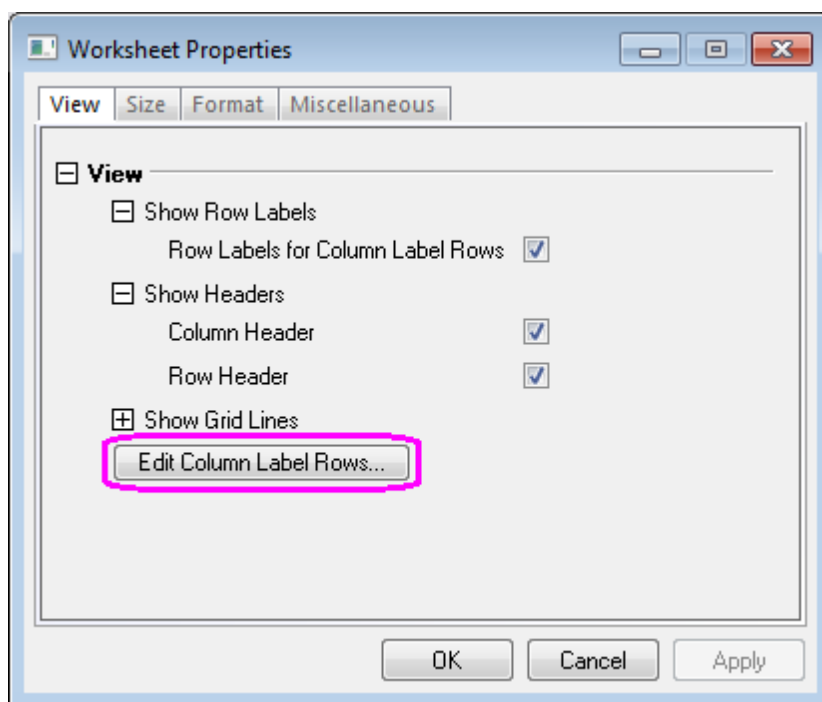 Worksheet Properties
View Size Format Miscellaneous
View
Show Row Labels
Row Labels for Column Label Rows
Show Headers
Column Header
Row Header
Show Grid Lines
Edit Column Label Rows...
OK Cancel Apply